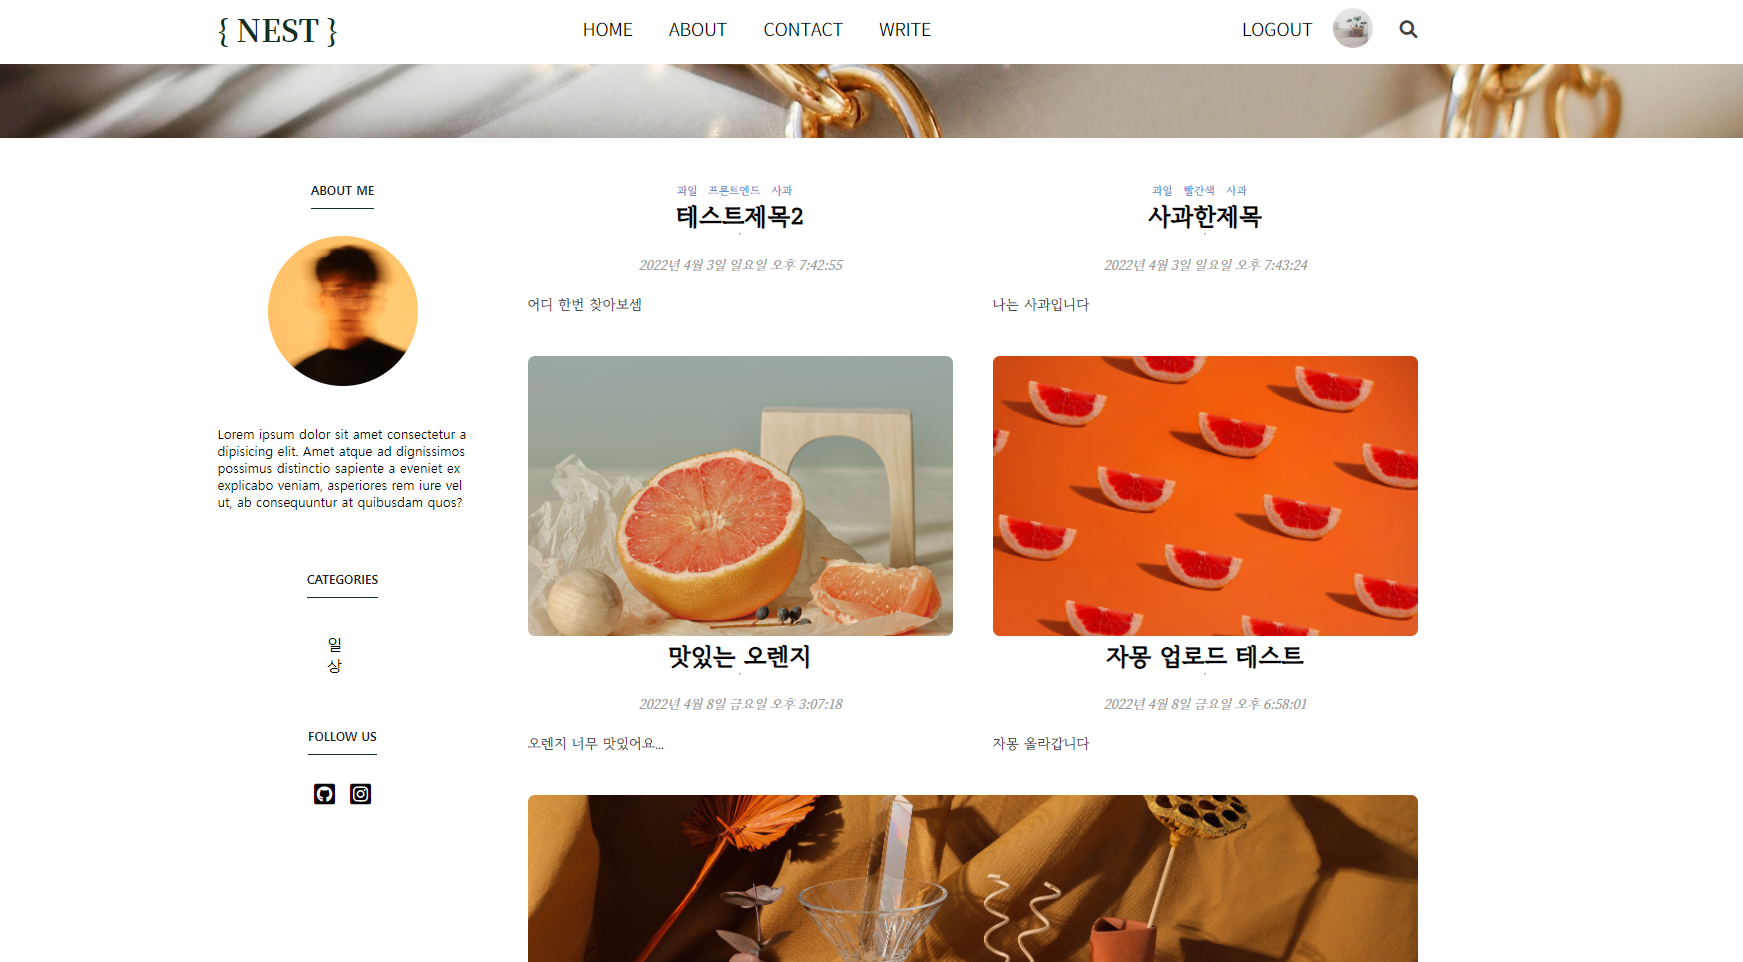 { NEST }
HOME ABOUT CONTACT WRITE
LOGOUT
ABOUT ME
Lorem ipsum dolor sit amet consectetur a
dipisicing elit. Amet atque ad dignissimos
possimus distinctio sapiente a eveniet ex
explicabo veniam, asperiores rem iure vel
ut, ab consequuntur at quibusdam quos?
CATEGORIES
일
상
FOLLOW US
과일 프론트엔드 사과
테스트제목2
2022년 4월 3일 일요일 오후 7:42:55
어디 한번 찾아보셈
과일 빨간색 사과
사과한제목
2022년 4월 3일 일요일 오후 7:43:24
나는 사과입니다
맛있는 오렌지
2022년 4월 8일 금요일 오후 3:07:18
오렌지 너무 맛있어요...
자몽 업로드 테스트
2022년 4월 8일 금요일 오후 6:58:01
자몽 올라갑니다